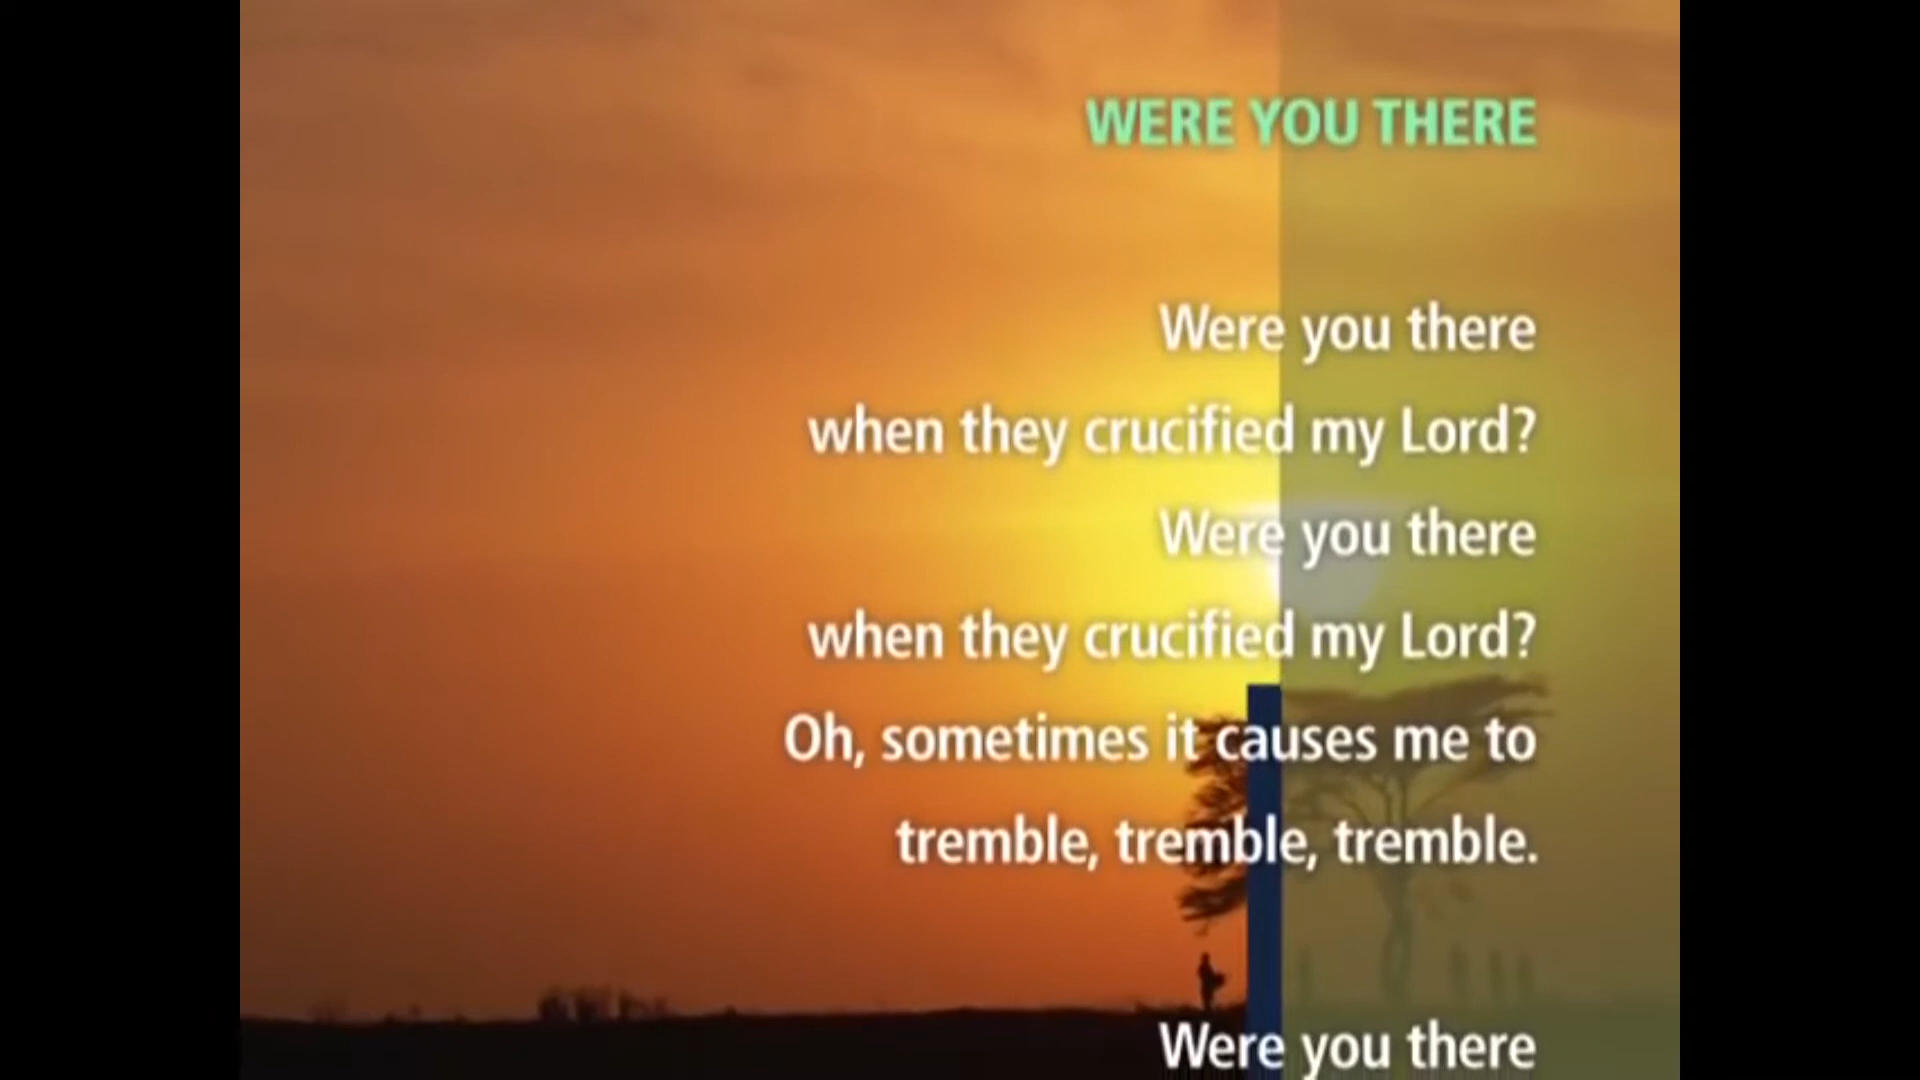 WERE YOU THERE
Were you there
when they crucified my Lord?
Were you there
when they crucified my Lord?
Oh, sometimes it causes me to
tremble, tremble, tremble.
Were you there